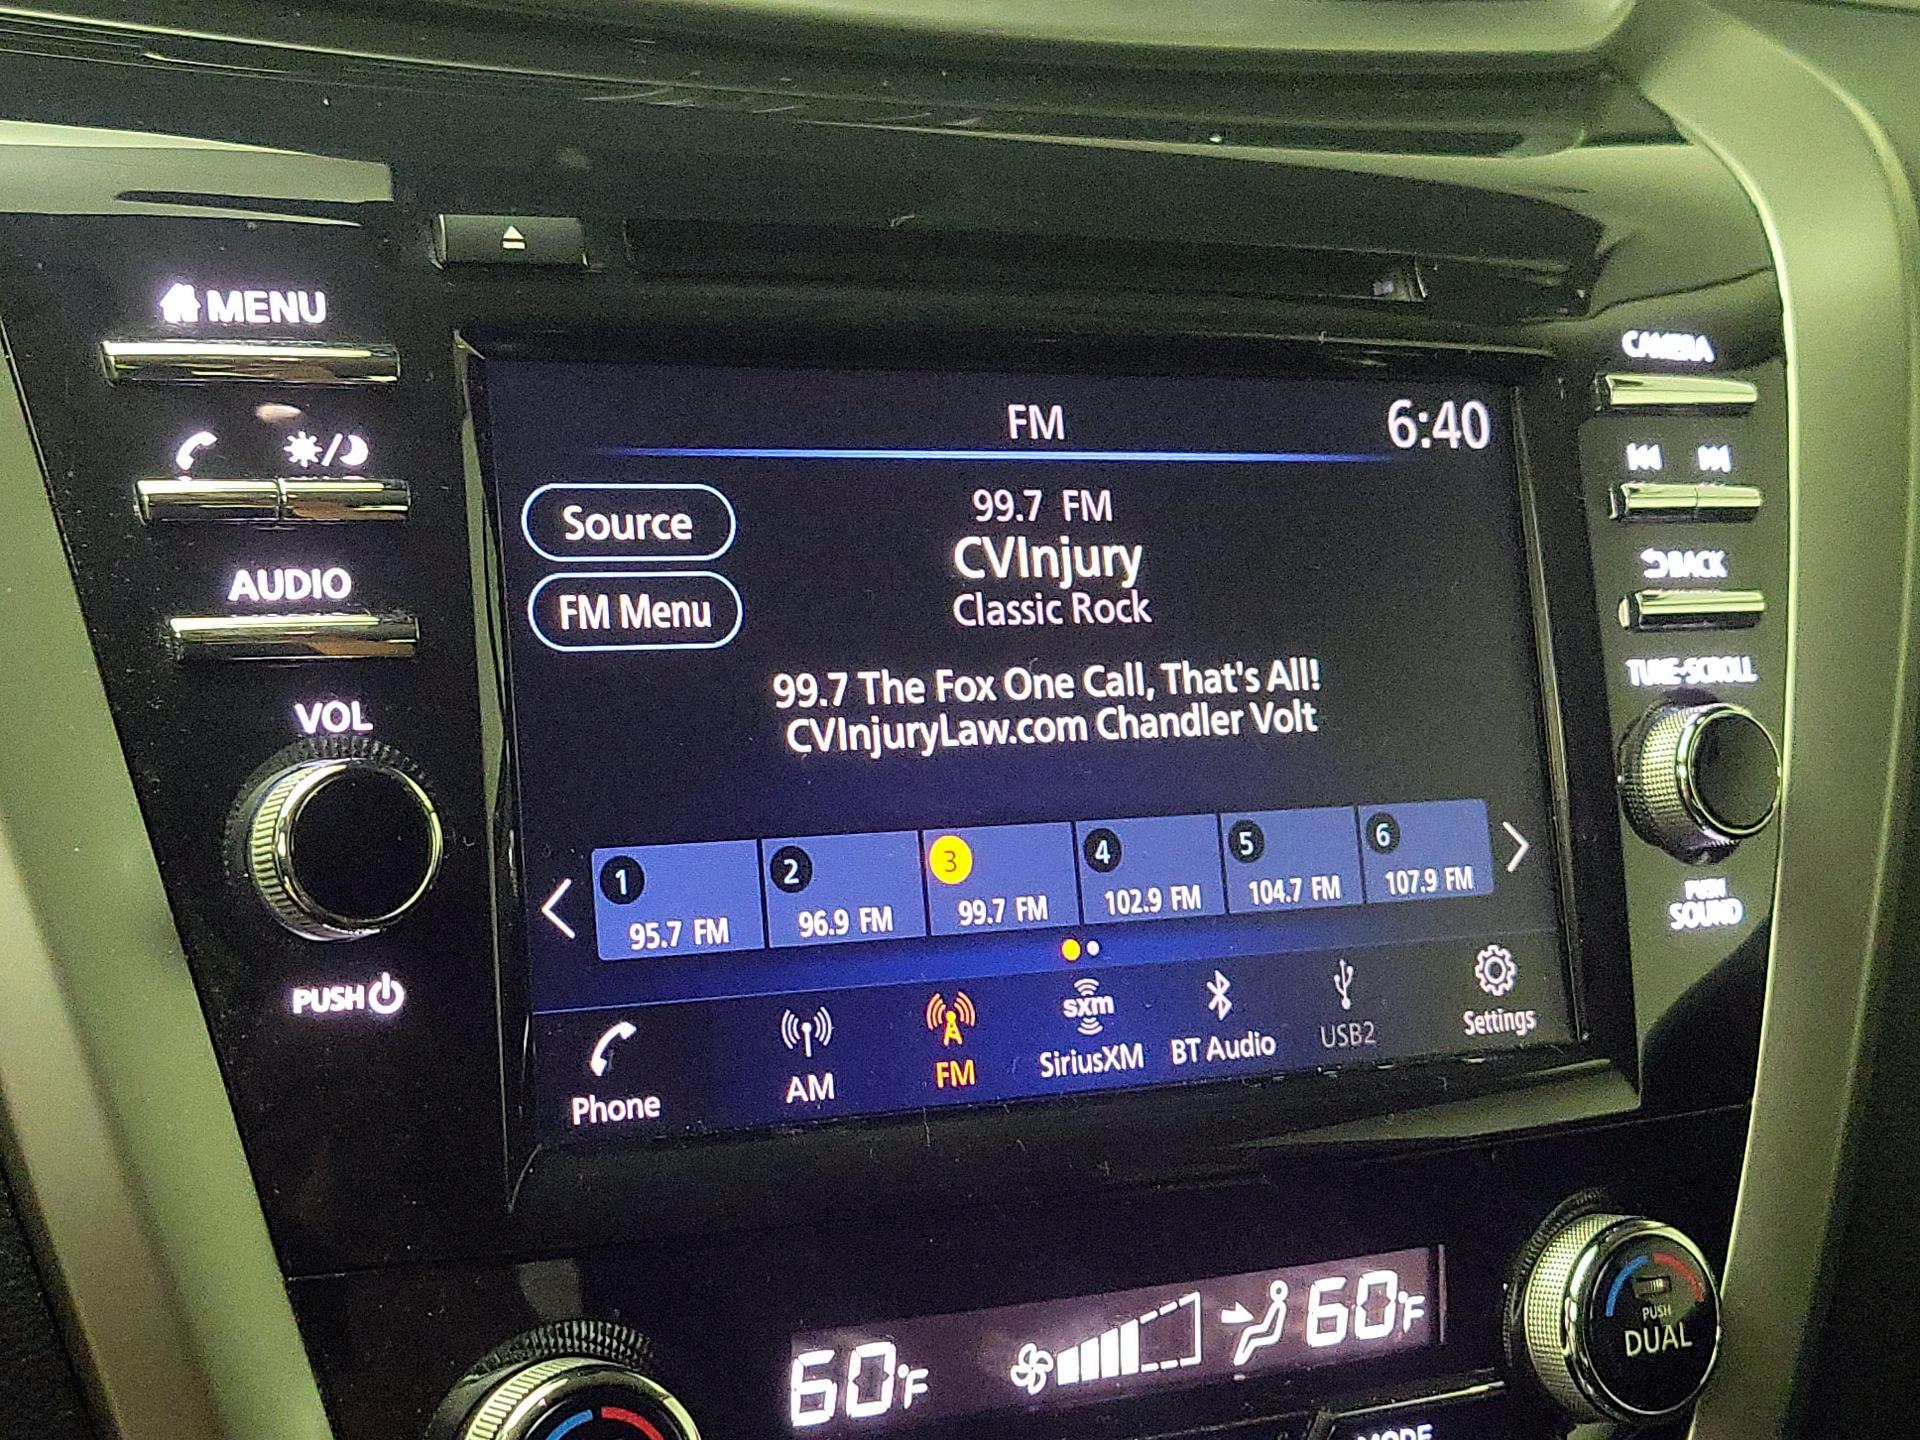 MENU
CAMERA
FM
6:40
Source
99.7 FM
CVInjury
BACK
AUDIO
FM Menu
Classic Rock
TUNE·SCROLL
99.7 The Fox One Call, That's All!
CVInjuryLaw.com Chandler Volt
VOL
1
2
3
4
5
6
95.7 FM
96.9 FM
99.7 FM
102.9 FM
104.7 FM
107.9 FM
PUSH
SOUND
PUSH
Phone
AM
FM
sxm
SiriusXM
BT Audio
USB2
Settings
60°F
60°F
PUSH
DUAL
MODE